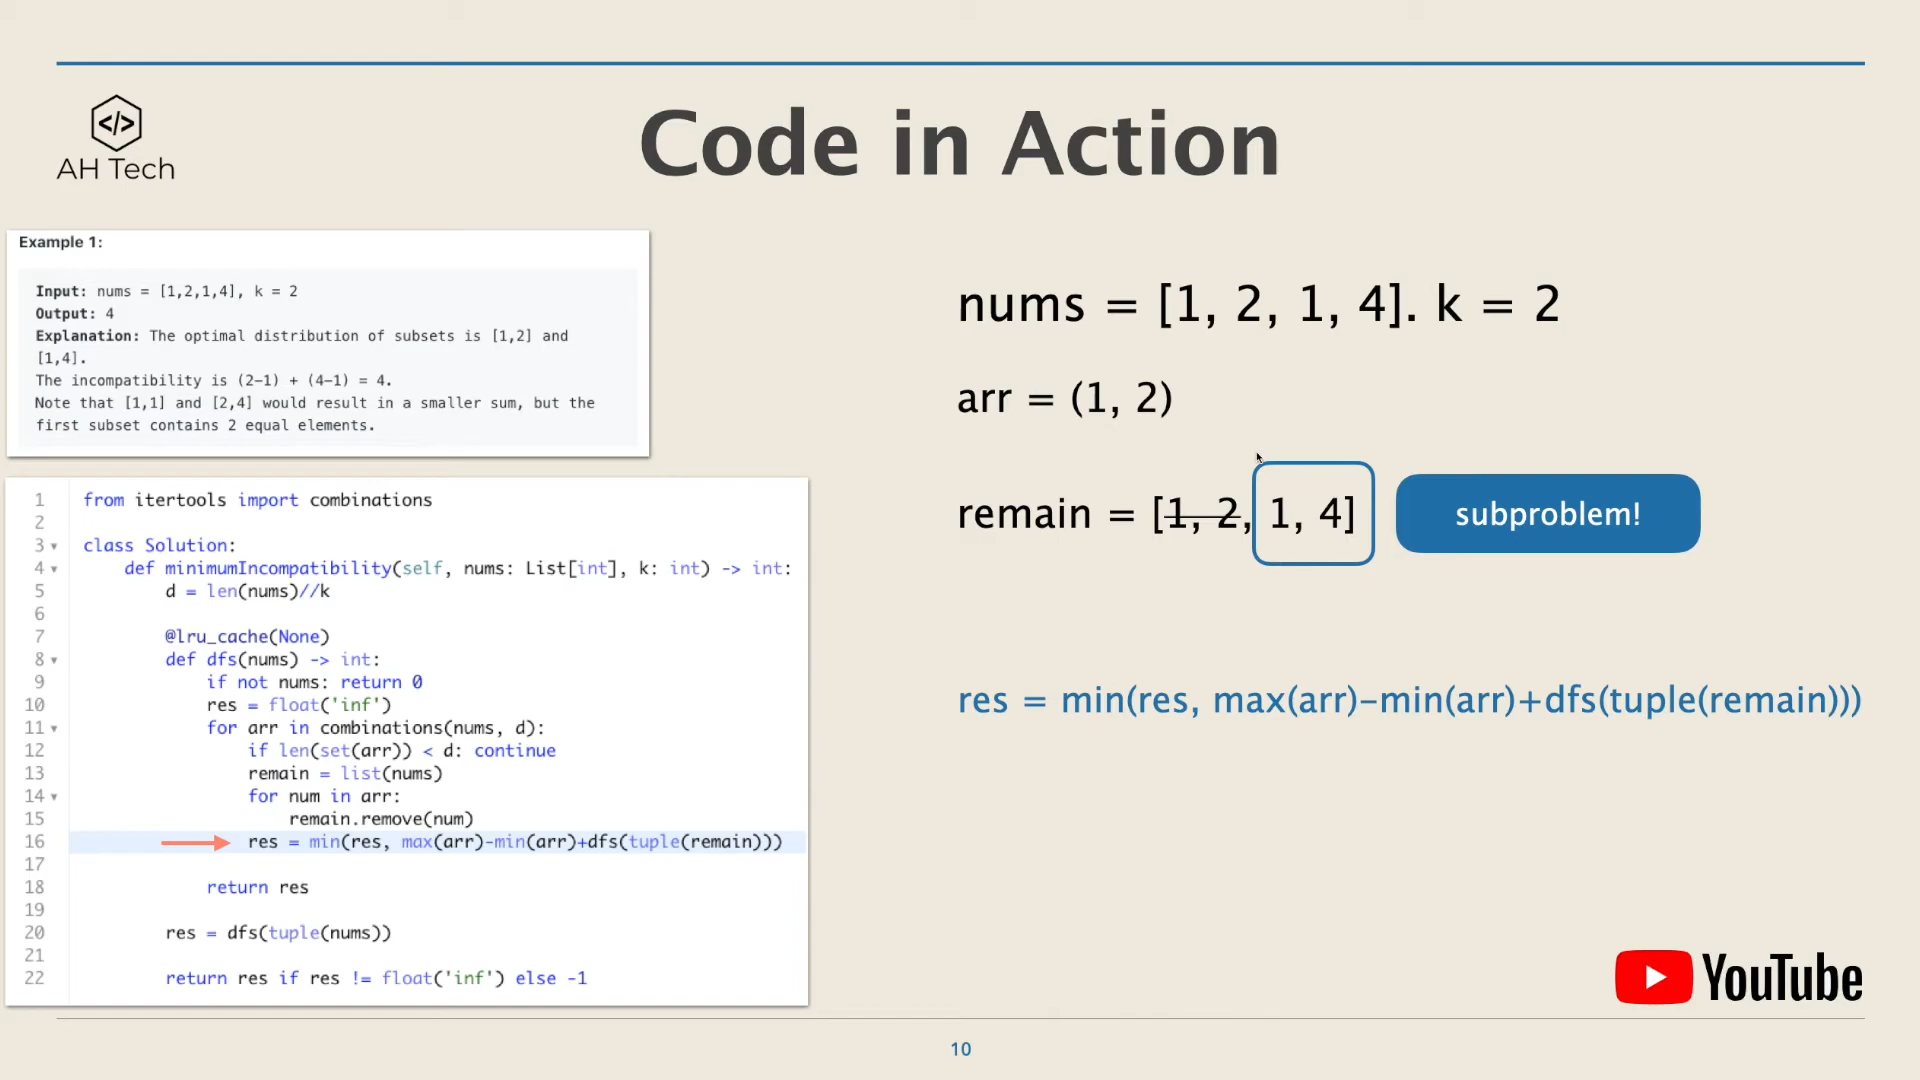 </>
AH Tech
Code in Action
Example 1:
Input: nums = [1,2,1,4], k = 2
Output: 4
Explanation: The optimal distribution of subsets is [1,2] and
[1,4].
The incompatibility is (2-1) + (4-1) = 4.
Note that [1,1] and [2,4] would result in a smaller sum, but the
first subset contains 2 equal elements.
1 from itertools import combinations
2
3 class Solution:
4     def minimumIncompatibility(self, nums: List[int], k: int) -> int:
5         d = len(nums)//k
6
7         @lru_cache(None)
8         def dfs(nums) -> int:
9             if not nums: return 0
10             res = float('inf')
11             for arr in combinations(nums, d):
12                 if len(set(arr)) < d: continue
13                 remain = list(nums)
14                 for num in arr:
15                     remain.remove(num)
16                 res = min(res, max(arr)-min(arr)+dfs(tuple(remain)))
17
18             return res
19
20         res = dfs(tuple(nums))
21
22         return res if res != float('inf') else -1
nums = [1, 2, 1, 4]. k = 2
arr = (1, 2)
remain = [1, 2, 1, 4]
subproblem!
res = min(res, max(arr)-min(arr)+dfs(tuple(remain)))
YouTube
10